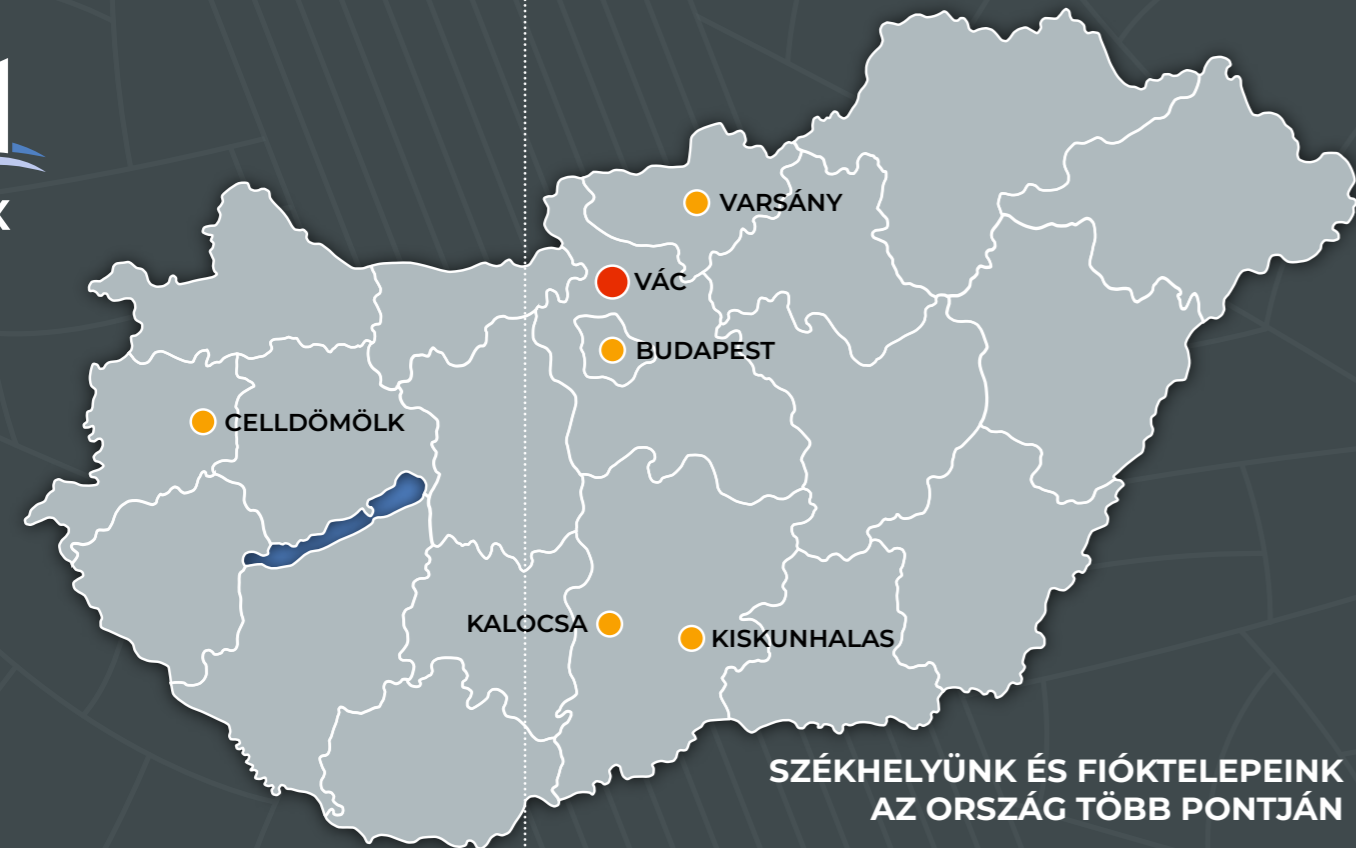 X
VARSÁNY
VÁC
BUDAPEST
CELLDÖMÖLK
KALOCSA
KISKUNHALAS
SZÉKHELYÜNK ÉS FIÓKTELEPEINK
AZ ORSZÁG TÖBB PONTJÁN